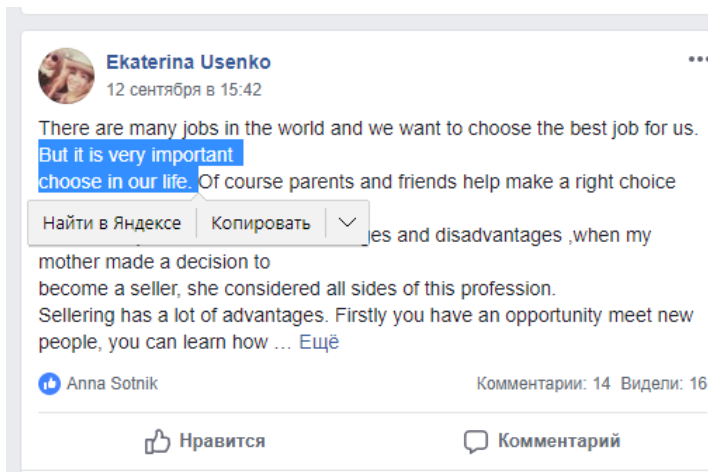 Ekaterina Usenko
12 сентября в 15:42
There are many jobs in the world and we want to choose the best job for us.
But it is very important
choose in our life. Of course parents and friends help make a right choice
Найти в Яндексе Копировать
es and disadvantages ,when my
mother made a decision to
become a seller, she considered all sides of this profession.
Sellering has a lot of advantages. Firstly you have an opportunity meet new
people, you can learn how … Ещё
Anna Sotnik
Комментарии: 14 Видели: 16
Нравится
Комментарий